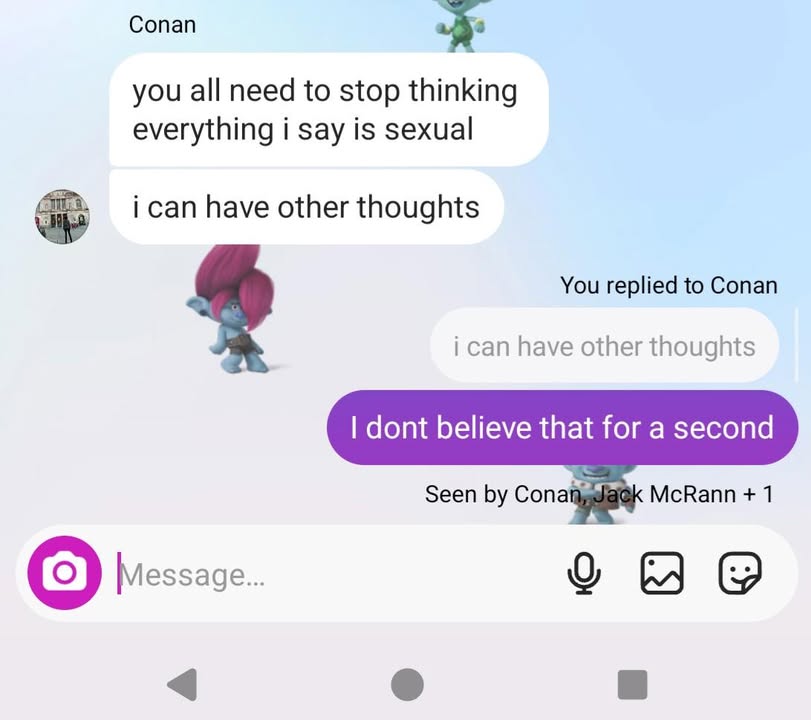 Conan
you all need to stop thinking
everything i say is sexual
i can have other thoughts
You replied to Conan
i can have other thoughts
I dont believe that for a second
Seen by Conan, Jack McRann + 1
Message...